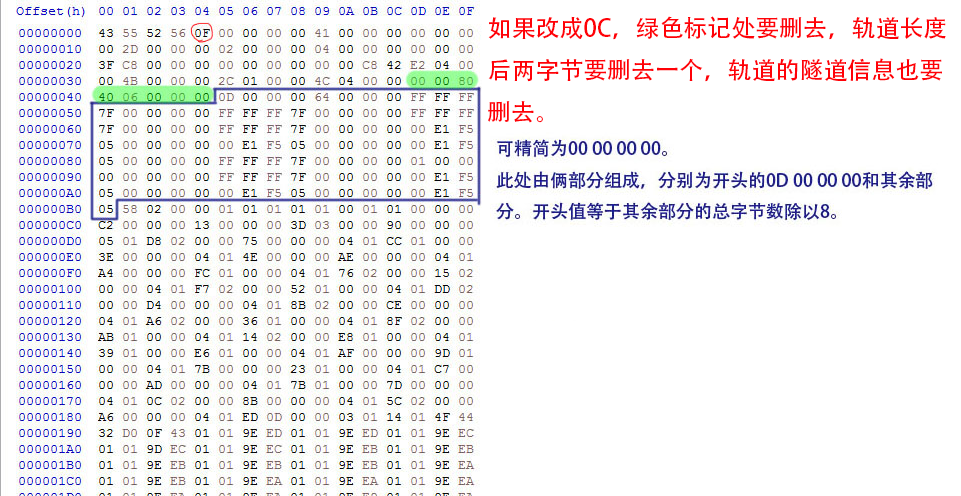 Offset(h) 00 01 02 03 04 05 06 07 08 09 0A 0B 0C 0D 0E 0F
00000000 43 55 52 56 0F 00 00 00 00 41 00 00 00 00 00 00
00000010 00 2D 00 00 00 02 00 00 00 04 00 00 00 00 00 00
00000020 3F C8 00 00 00 00 00 00 00 00 00 C8 42 E2 04 00
00000030 00 4B 00 00 00 2C 01 00 00 4C 04 00 00 00 00 80
00000040 40 06 00 00 00 0D 00 00 00 64 00 00 00 FF FF FF
00000050 7F 00 00 00 00 FF FF FF 7F 00 00 00 00 FF FF FF
00000060 7F 00 00 00 00 FF FF FF 7F 00 00 00 00 00 E1 F5
00000070 05 00 00 00 00 00 E1 F5 05 00 00 00 00 00 E1 F5
00000080 05 00 00 00 00 FF FF FF 7F 00 00 00 00 01 00 00
00000090 00 00 00 00 00 FF FF FF 7F 00 00 00 00 00 E1 F5
000000A0 05 00 00 00 00 00 E1 F5 05 00 00 00 00 00 E1 F5
000000B0 05 58 02 00 00 01 01 01 01 01 00 01 01 00 00 00
000000C0 C2 00 00 00 13 00 00 00 3D 03 00 00 90 00 00 00
000000D0 05 01 D8 02 00 00 75 00 00 00 04 01 CC 01 00 00
000000E0 3E 00 00 00 04 01 4E 00 00 00 AE 00 00 00 04 01
000000F0 A4 00 00 00 FC 01 00 00 04 01 76 02 00 00 15 02
00000100 00 00 04 01 F7 02 00 00 52 01 00 00 04 01 DD 02
00000110 00 00 D4 00 00 00 04 01 8B 02 00 00 CE 00 00 00
00000120 04 01 A6 02 00 00 36 01 00 00 04 01 8F 02 00 00
00000130 AB 01 00 00 04 01 14 02 00 00 E8 01 00 00 04 01
00000140 39 01 00 00 E6 01 00 00 04 01 AF 00 00 00 9D 01
00000150 00 00 04 01 7B 00 00 00 23 01 00 00 04 01 C7 00
00000160 00 00 AD 00 00 00 04 01 7B 01 00 00 7D 00 00 00
00000170 04 01 0C 02 00 00 8B 00 00 00 04 01 5C 02 00 00
00000180 A6 00 00 00 04 01 ED 0D 00 00 03 01 14 01 4F 44
00000190 32 D0 0F 43 01 01 9E ED 01 01 9E ED 01 01 9E EC
000001A0 01 01 9D EC 01 01 9E EC 01 01 9E EB 01 01 9E EB
000001B0 01 01 9E EB 01 01 9E EB 01 01 9E EB 01 01 9E EA
000001C0 01 01 9E EB 01 01 9E EA 01 01 9E EA 01 01 9E EA
如果改成0C，绿色标记处要删去，轨道长度
后两字节要删去一个，轨道的隧道信息也要
删去。
可精简为00 00 00 00。
此处由俩部分组成，分别为开头的0D 00 00 00和其余部
分。开头值等于其余部分的总字节数除以8。